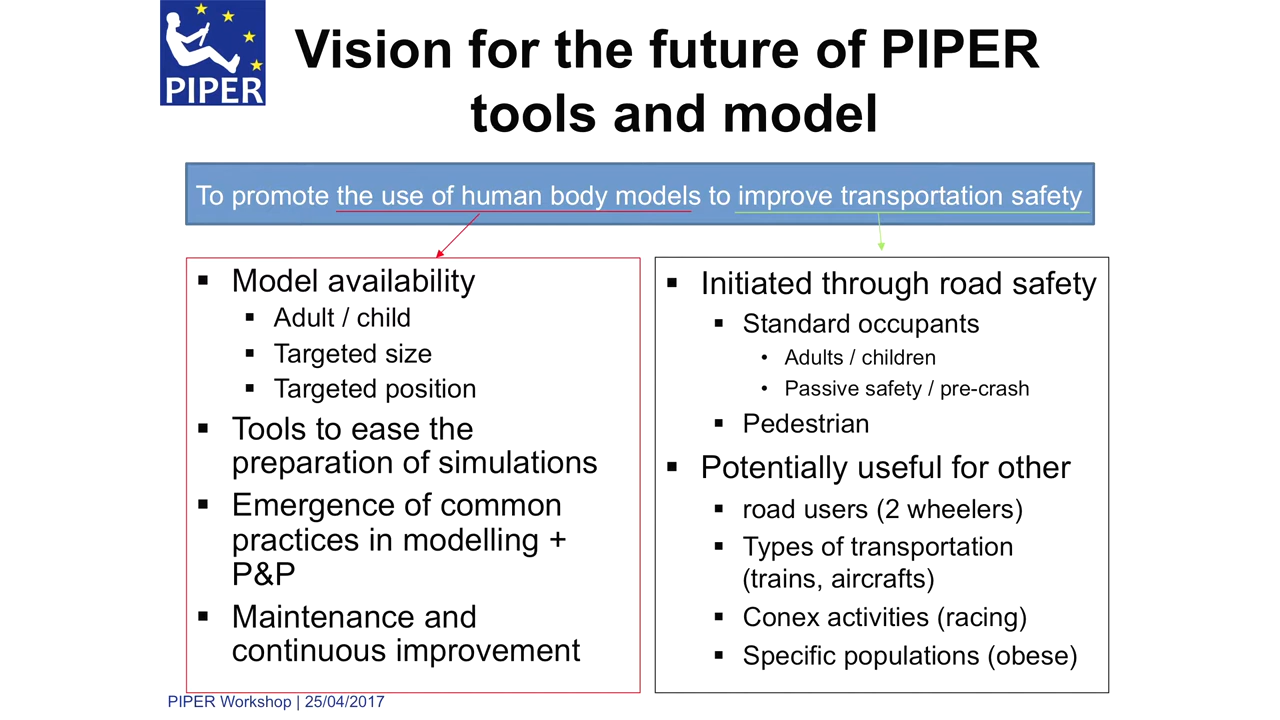 PIPER
Vision for the future of PIPER
tools and model
To promote the use of human body models to improve transportation safety
▪ Model availability
▪ Adult / child
▪ Targeted size
▪ Targeted position
▪ Tools to ease the
preparation of simulations
▪ Emergence of common
practices in modelling +
P&P
▪ Maintenance and
continuous improvement
▪ Initiated through road safety
▪ Standard occupants
• Adults / children
• Passive safety / pre-crash
▪ Pedestrian
▪ Potentially useful for other
▪ road users (2 wheelers)
▪ Types of transportation
(trains, aircrafts)
▪ Conex activities (racing)
▪ Specific populations (obese)
PIPER Workshop | 25/04/2017